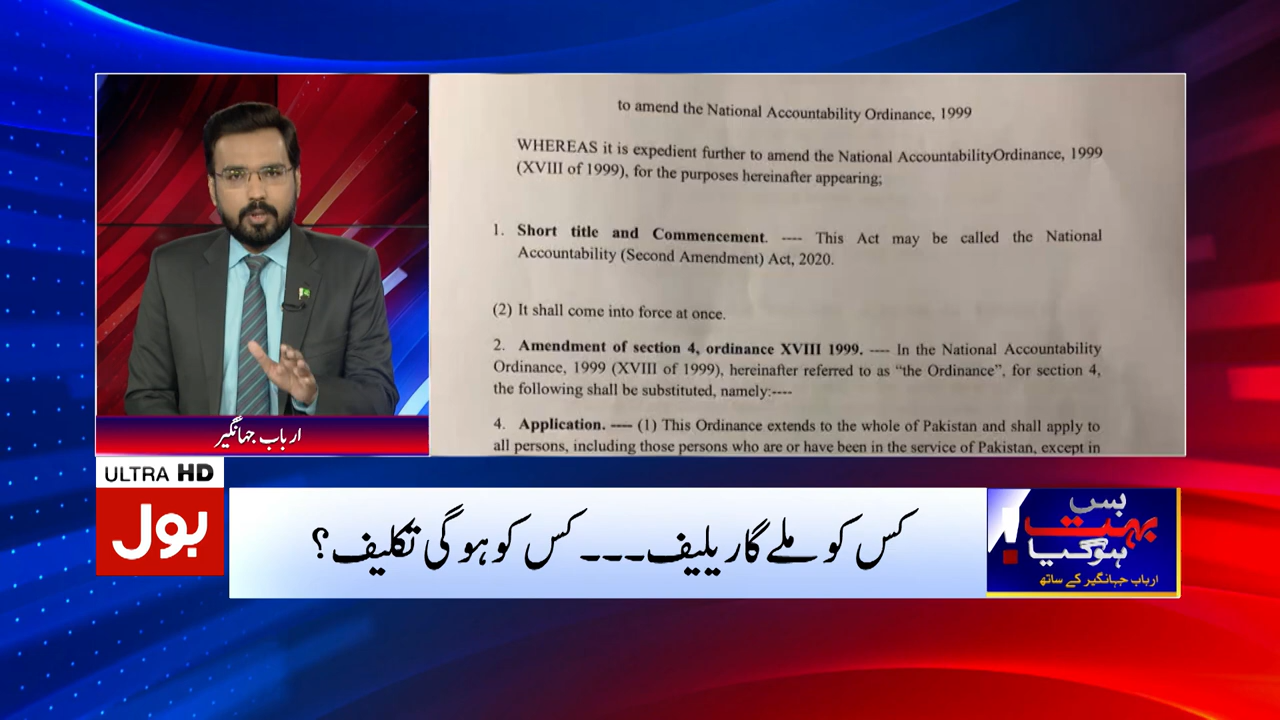 to amend the National Accountability Ordinance, 1999
WHEREAS it is expedient further to amend the National AccountabilityOrdinance, 1999
(XVIII of 1999), for the purposes hereinafter appearing;
1. Short title and Commencement. ---- This Act may be called the National
Accountability (Second Amendment) Act, 2020.
(2) It shall come into force at once.
2. Amendment of section 4, ordinance XVIII 1999. ---- In the National Accountability
Ordinance, 1999 (XVIII of 1999), hereinafter referred to as “the Ordinance”, for section 4,
the following shall be substituted, namely:----
4. Application. ---- (1) This Ordinance extends to the whole of Pakistan and shall apply to
all persons, including those persons who are or have been in the service of Pakistan, except in
ارباب جہانگیر
ULTRA HD
بول
کس کو ملے گا ریلیف۔۔۔ کس کو ہوگی تکلیف؟
بس
بہت
ہوگیا!
ارباب جہانگیر کے ساتھ